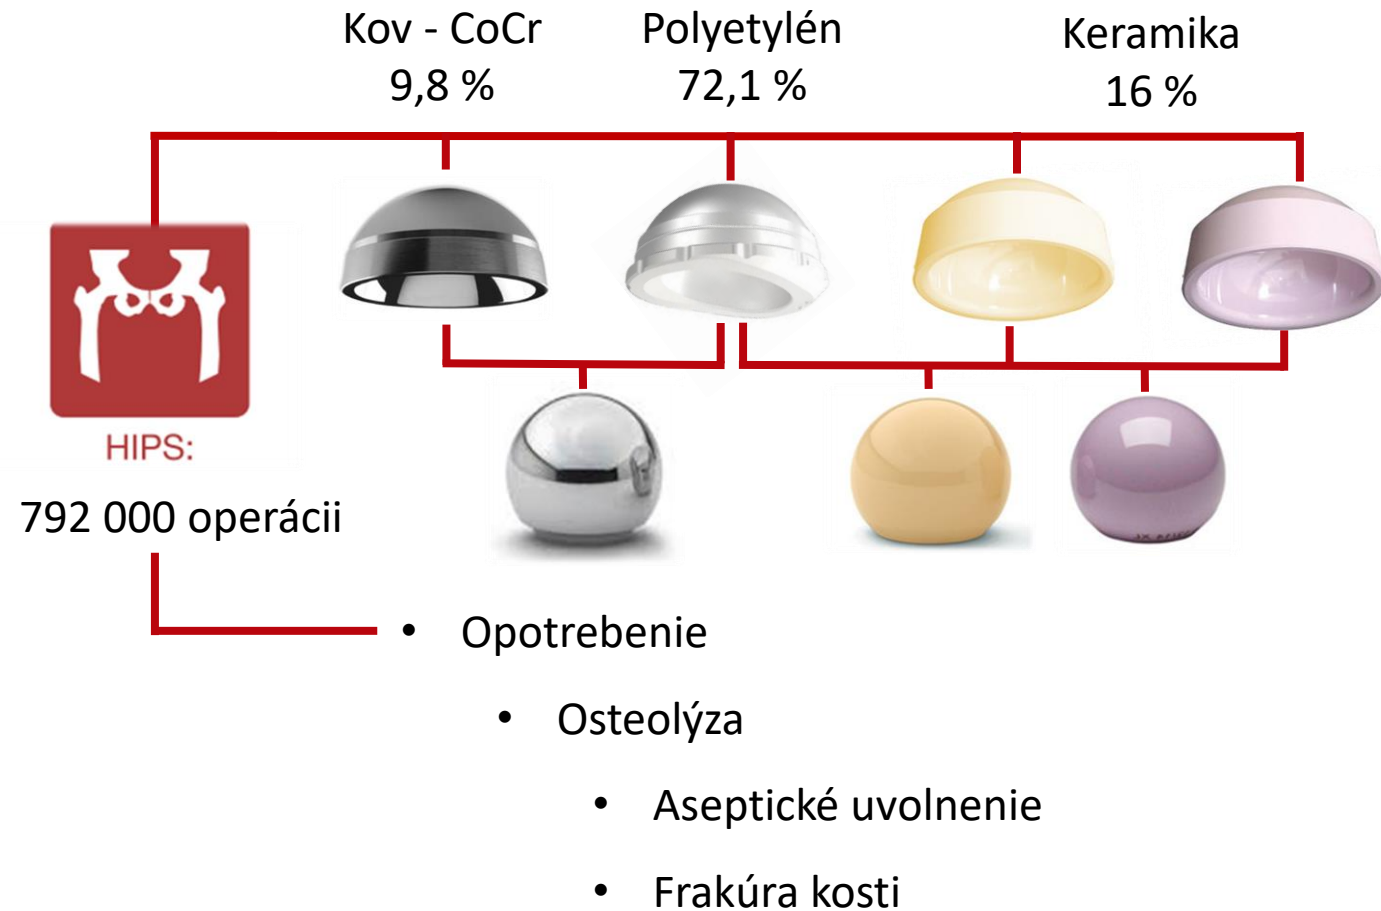 Kov - CoCr
9,8 %
Polyetylén
72,1 %
Keramika
16 %
HIPS:
792 000 operácii
• Opotrebenie
• Osteolýza
• Aseptické uvolnenie
• Frakúra kosti